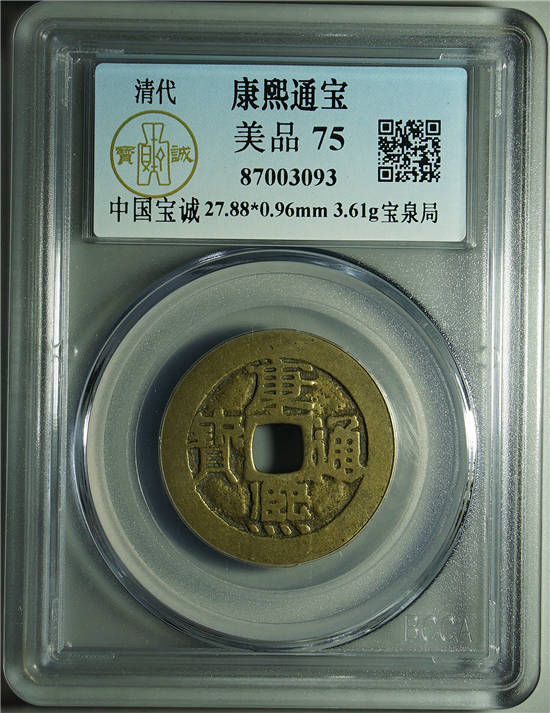 清代
康熙通宝
美品 75
87003093
寶 誠
中国宝诚 27.88*0.96mm 3.61g 宝泉局
康熙通寶
BCCA